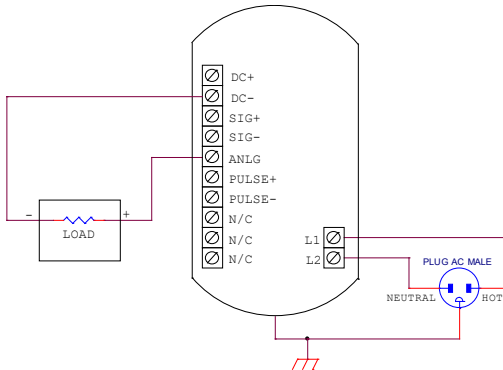 DC+
DC-
SIG+
SIG-
ANLG
PULSE+
PULSE-
N/C
N/C
N/C
- +
LOAD
L1
L2
PLUG AC MALE
NEUTRAL HOT